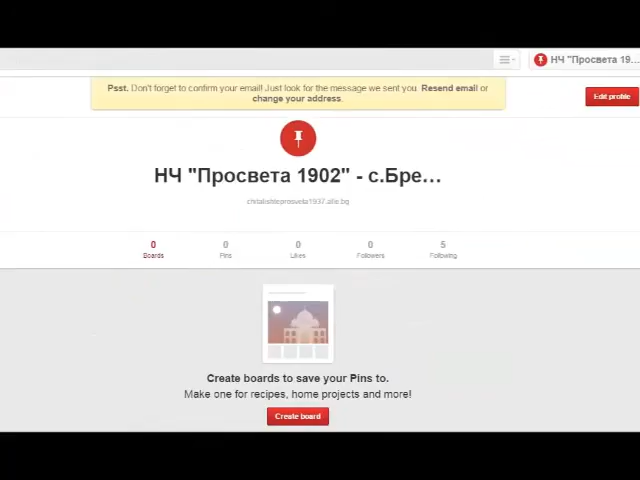 НЧ "Просвета 19...
Psst. Don't forget to confirm your email! Just look for the message we sent you. Resend email or
change your address.
Edit profile
НЧ "Просвета 1902" - с.Бре...
0 0 0 0 5
Boards Pins Likes Followers Following
Create boards to save your Pins to.
Make one for recipes, home projects and more!
Create board